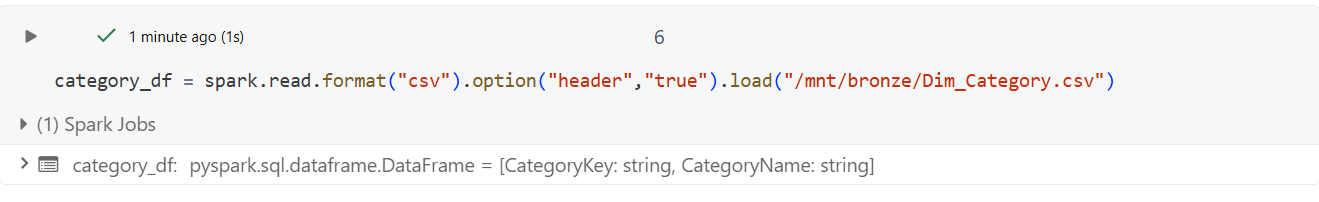 1 minute ago (1s) 6
category_df = spark.read.format("csv").option("header","true").load("/mnt/bronze/Dim_Category.csv")
(1) Spark Jobs
category_df: pyspark.sql.dataframe.DataFrame = [CategoryKey: string, CategoryName: string]